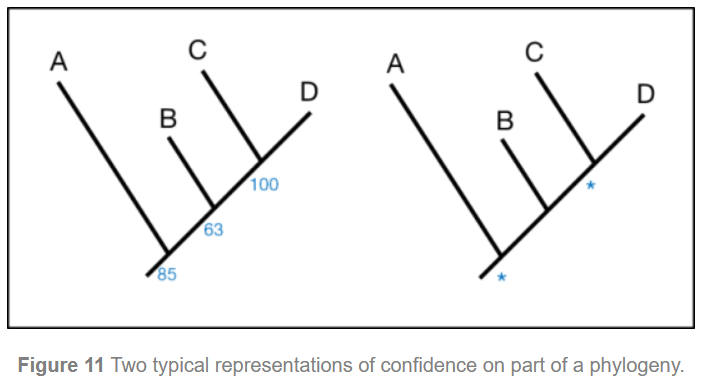 A
C
B
D
100
63
85
A
C
B
D
*
*
Figure 11 Two typical representations of confidence on part of a phylogeny.